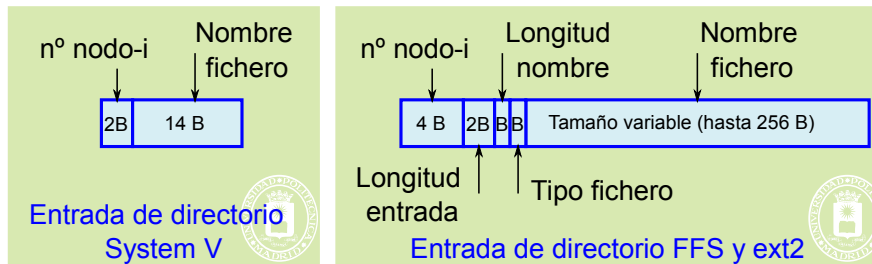 nº nodo-i
Nombre
fichero
2B
14 B
Entrada de directorio
System V
nº nodo-i
Longitud
nombre
Nombre
fichero
4 B
2B
B
B
Tamaño variable (hasta 256 B)
Longitud
entrada
Tipo fichero
Entrada de directorio FFS y ext2